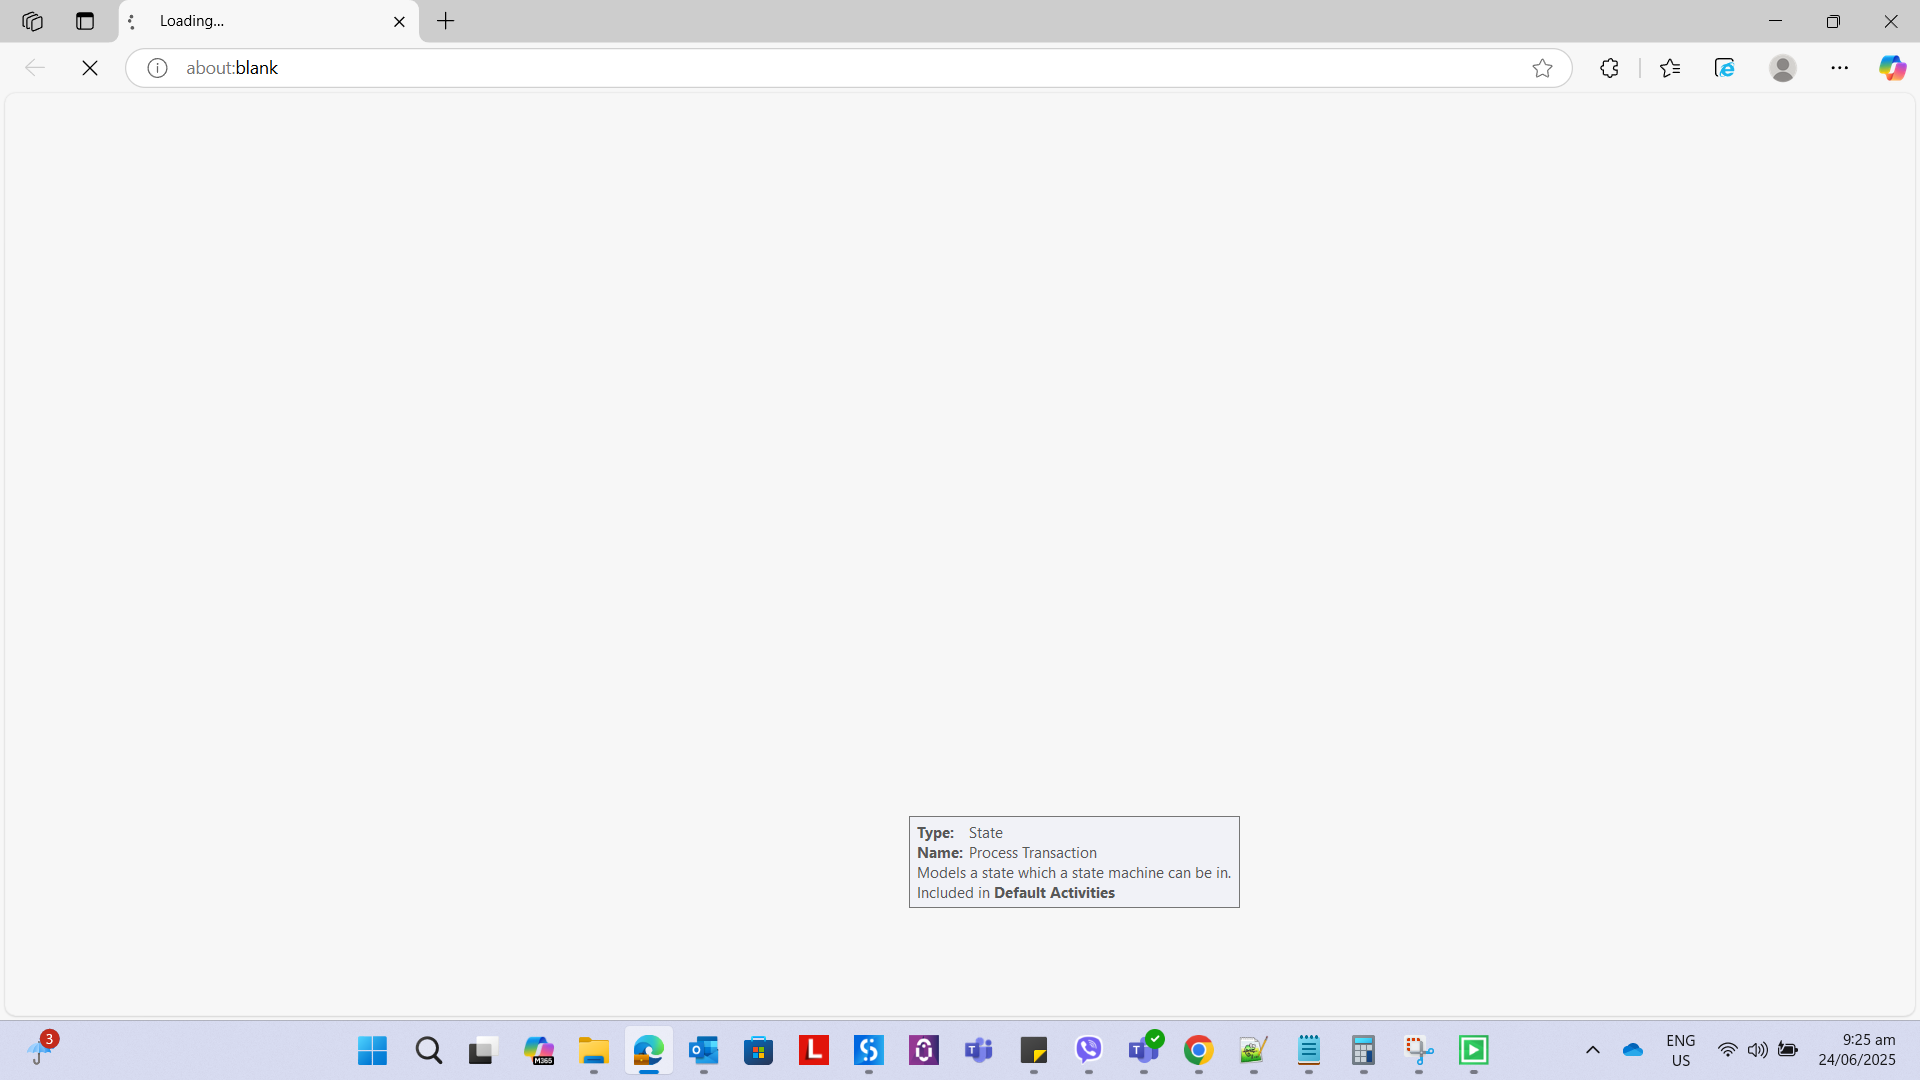 Loading...
about:blank
Type: State
Name: Process Transaction
Models a state which a state machine can be in.
Included in Default Activities
3
M365
L
T
T
ENG
US
9:25 am
24/06/2025